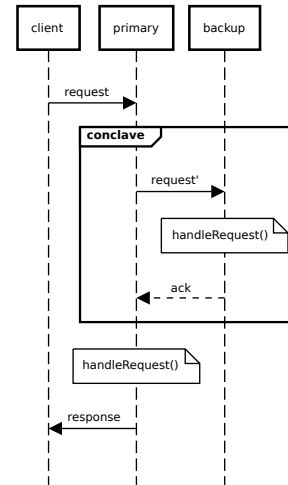 client primary backup
request
conclave
request'
handleRequest()
ack
handleRequest()
response